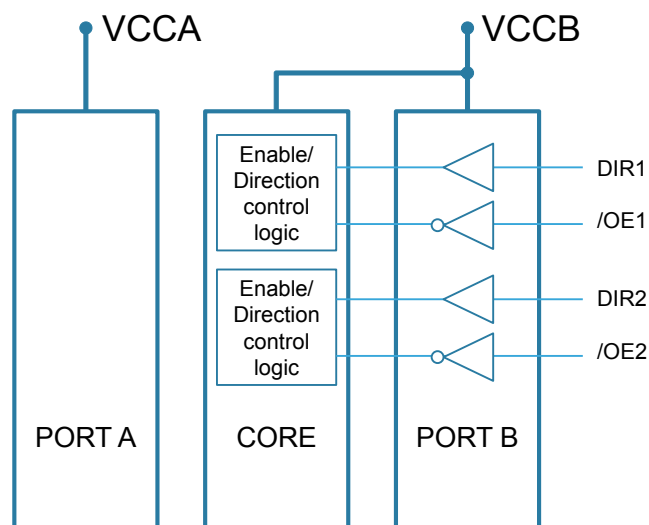 VCCA
VCCB
Enable/
Direction
control
logic
DIR1
/OE1
Enable/
Direction
control
logic
DIR2
/OE2
PORT A
CORE
PORT B